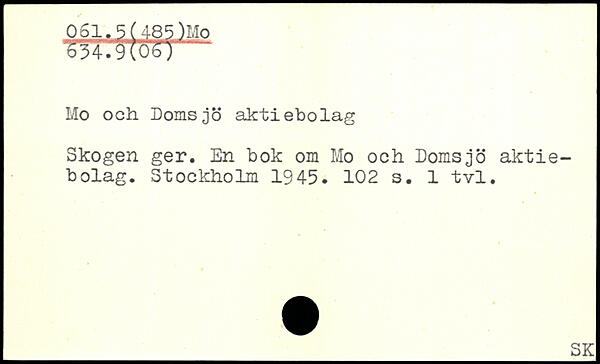 061.5(485)Mo
634.9(06)
Mo och Domsjö aktiebolag
Skogen ger. En bok om Mo och Domsjö aktie-
bolag. Stockholm 1945. 102 s. 1 tvl.
SK